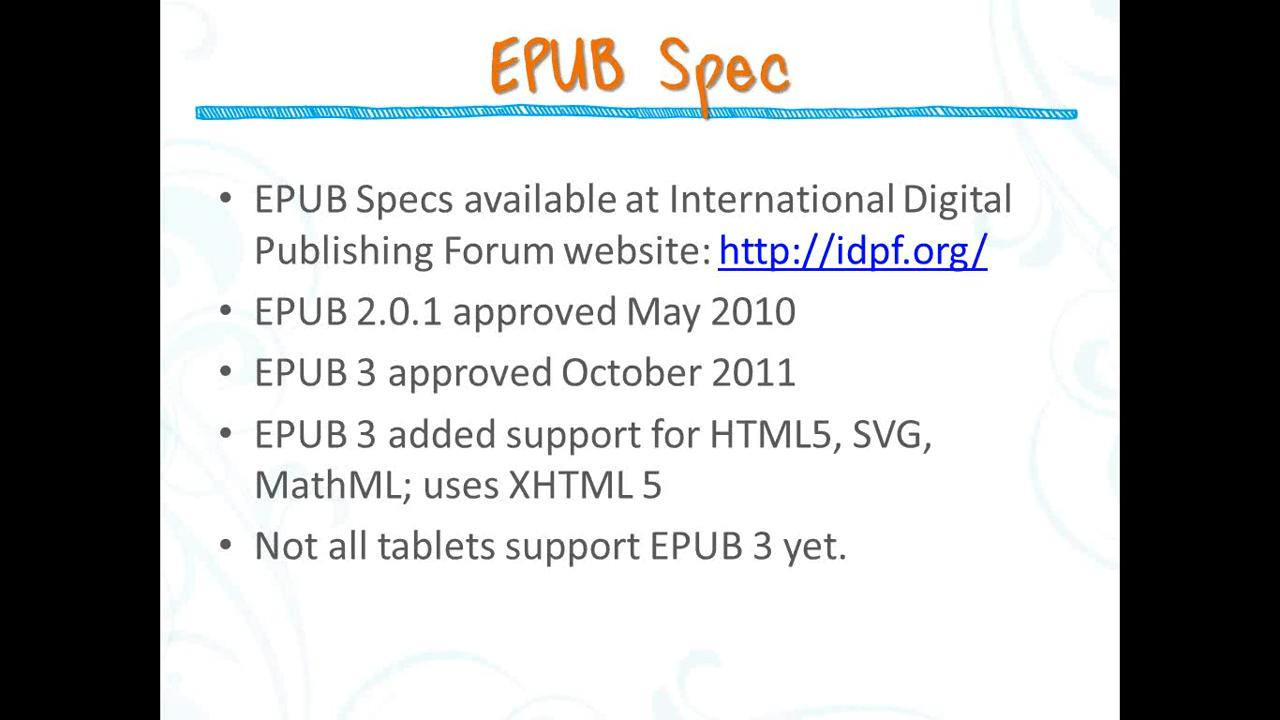 EPUB Spec
• EPUB Specs available at International Digital
Publishing Forum website: http://idpf.org/
• EPUB 2.0.1 approved May 2010
• EPUB 3 approved October 2011
• EPUB 3 added support for HTML5, SVG,
MathML; uses XHTML 5
• Not all tablets support EPUB 3 yet.